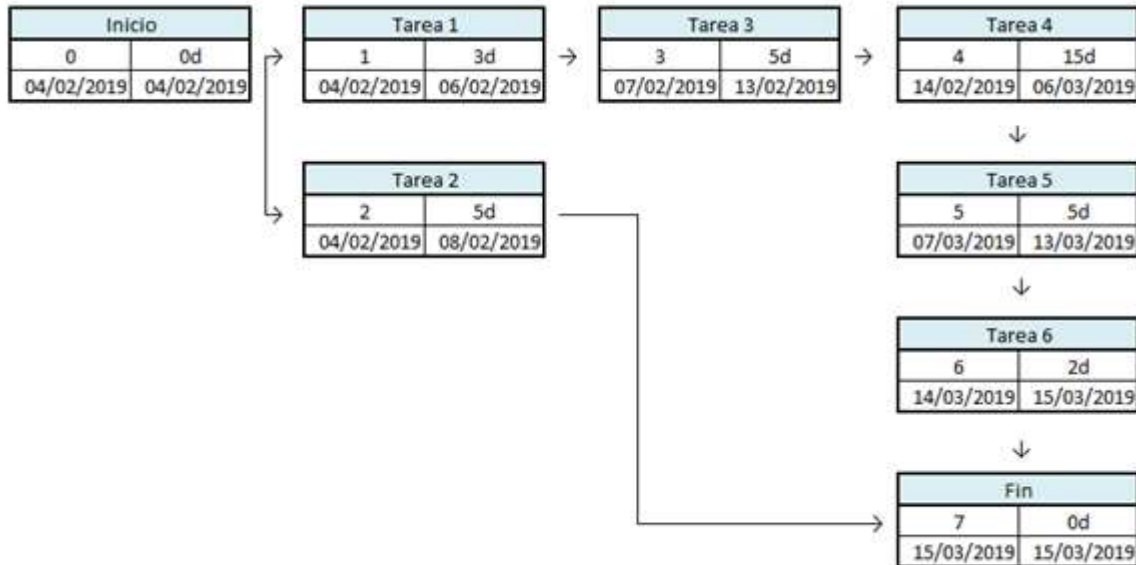 Inicio
0 0d
04/02/2019 04/02/2019
Tarea 1
1 3d
04/02/2019 06/02/2019
Tarea 3
3 5d
07/02/2019 13/02/2019
Tarea 4
4 15d
14/02/2019 06/03/2019
Tarea 2
2 5d
04/02/2019 08/02/2019
Tarea 5
5 5d
07/03/2019 13/03/2019
Tarea 6
6 2d
14/03/2019 15/03/2019
Fin
7 0d
15/03/2019 15/03/2019